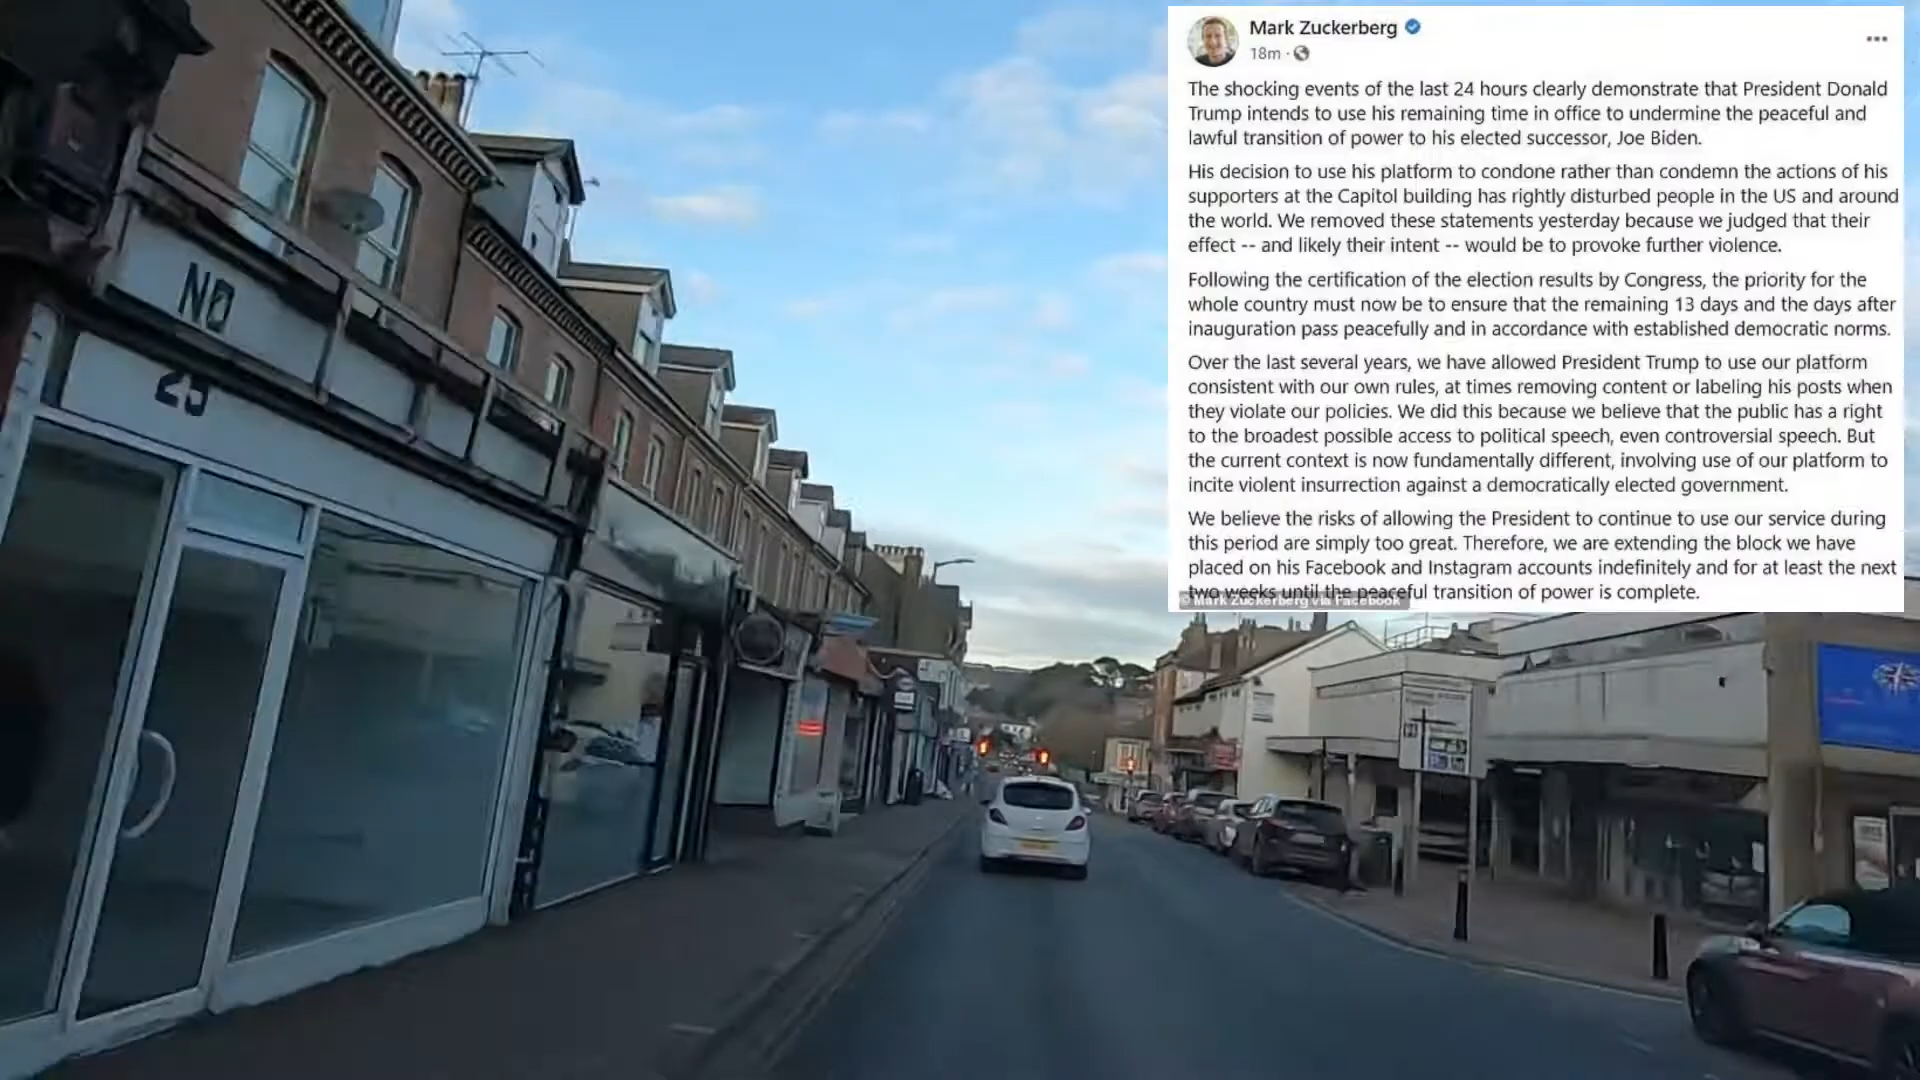 Mark Zuckerberg
18m
The shocking events of the last 24 hours clearly demonstrate that President Donald
Trump intends to use his remaining time in office to undermine the peaceful and
lawful transition of power to his elected successor, Joe Biden.
His decision to use his platform to condone rather than condemn the actions of his
supporters at the Capitol building has rightly disturbed people in the US and around
the world. We removed these statements yesterday because we judged that their
effect -- and likely their intent -- would be to provoke further violence.
Following the certification of the election results by Congress, the priority for the
whole country must now be to ensure that the remaining 13 days and the days after
inauguration pass peacefully and in accordance with established democratic norms.
Over the last several years, we have allowed President Trump to use our platform
consistent with our own rules, at times removing content or labeling his posts when
they violate our policies. We did this because we believe that the public has a right
to the broadest possible access to political speech, even controversial speech. But
the current context is now fundamentally different, involving use of our platform to
incite violent insurrection against a democratically elected government.
We believe the risks of allowing the President to continue to use our service during
this period are simply too great. Therefore, we are extending the block we have
placed on his Facebook and Instagram accounts indefinitely and for at least the next
two weeks until the peaceful transition of power is complete.
© Mark Zuckerberg via Facebook
NO
25